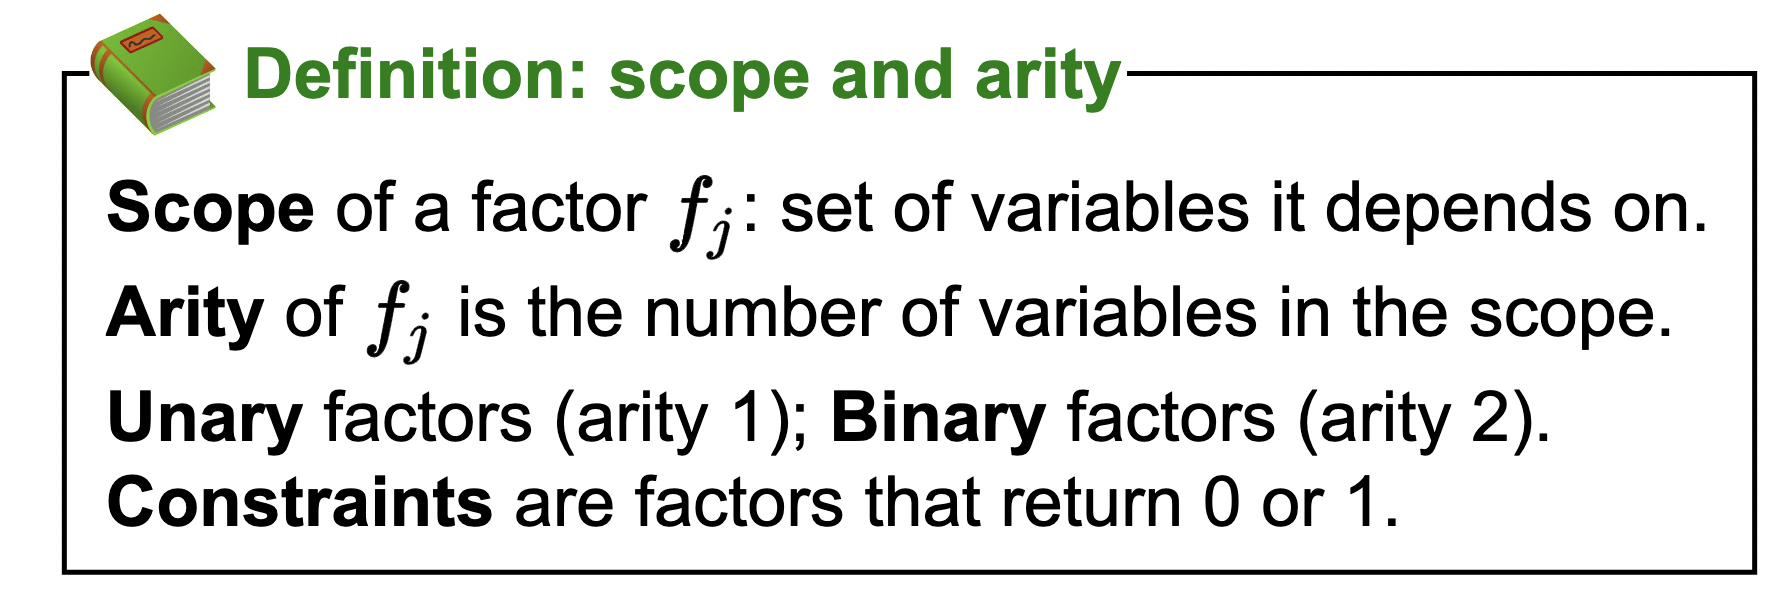 Definition: scope and arity
Scope of a factor f_j: set of variables it depends on.
Arity of f_j is the number of variables in the scope.
Unary factors (arity 1); Binary factors (arity 2).
Constraints are factors that return 0 or 1.